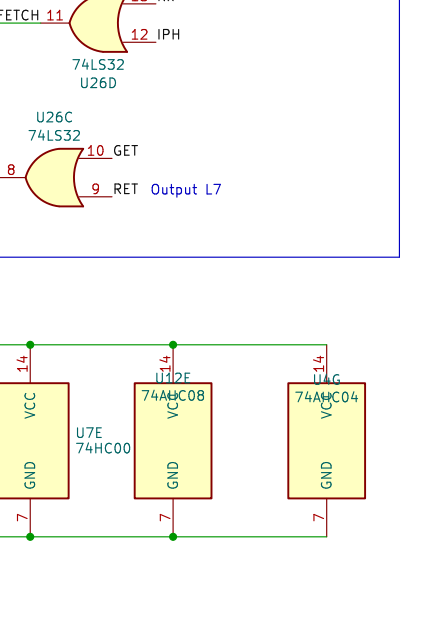 FETCH 11
12 IPH
74LS32
U26D
U26C
74LS32
10 GET
8
9 RET Output L7
14
14
14
U12E
U4G
74AHC08
74AHC04
VCC
VCC
VCC
U7E
74HC00
GND
GND
GND
7
7
7